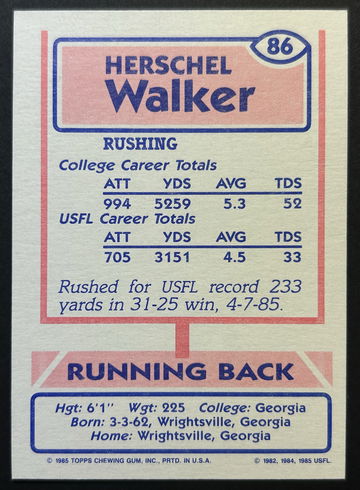 86
HERSCHEL
Walker
RUSHING
College Career Totals
ATT YDS AVG TDS
994 5259 5.3 52
USFL Career Totals
ATT YDS AVG TDS
705 3151 4.5 33
Rushed for USFL record 233
yards in 31-25 win, 4-7-85.
RUNNING BACK
Hgt: 6'1" Wgt: 225 College: Georgia
Born: 3-3-62, Wrightsville, Georgia
Home: Wrightsville, Georgia
© 1985 TOPPS CHEWING GUM, INC., PRTD. IN U.S.A. © 1982, 1984, 1985 USFL.